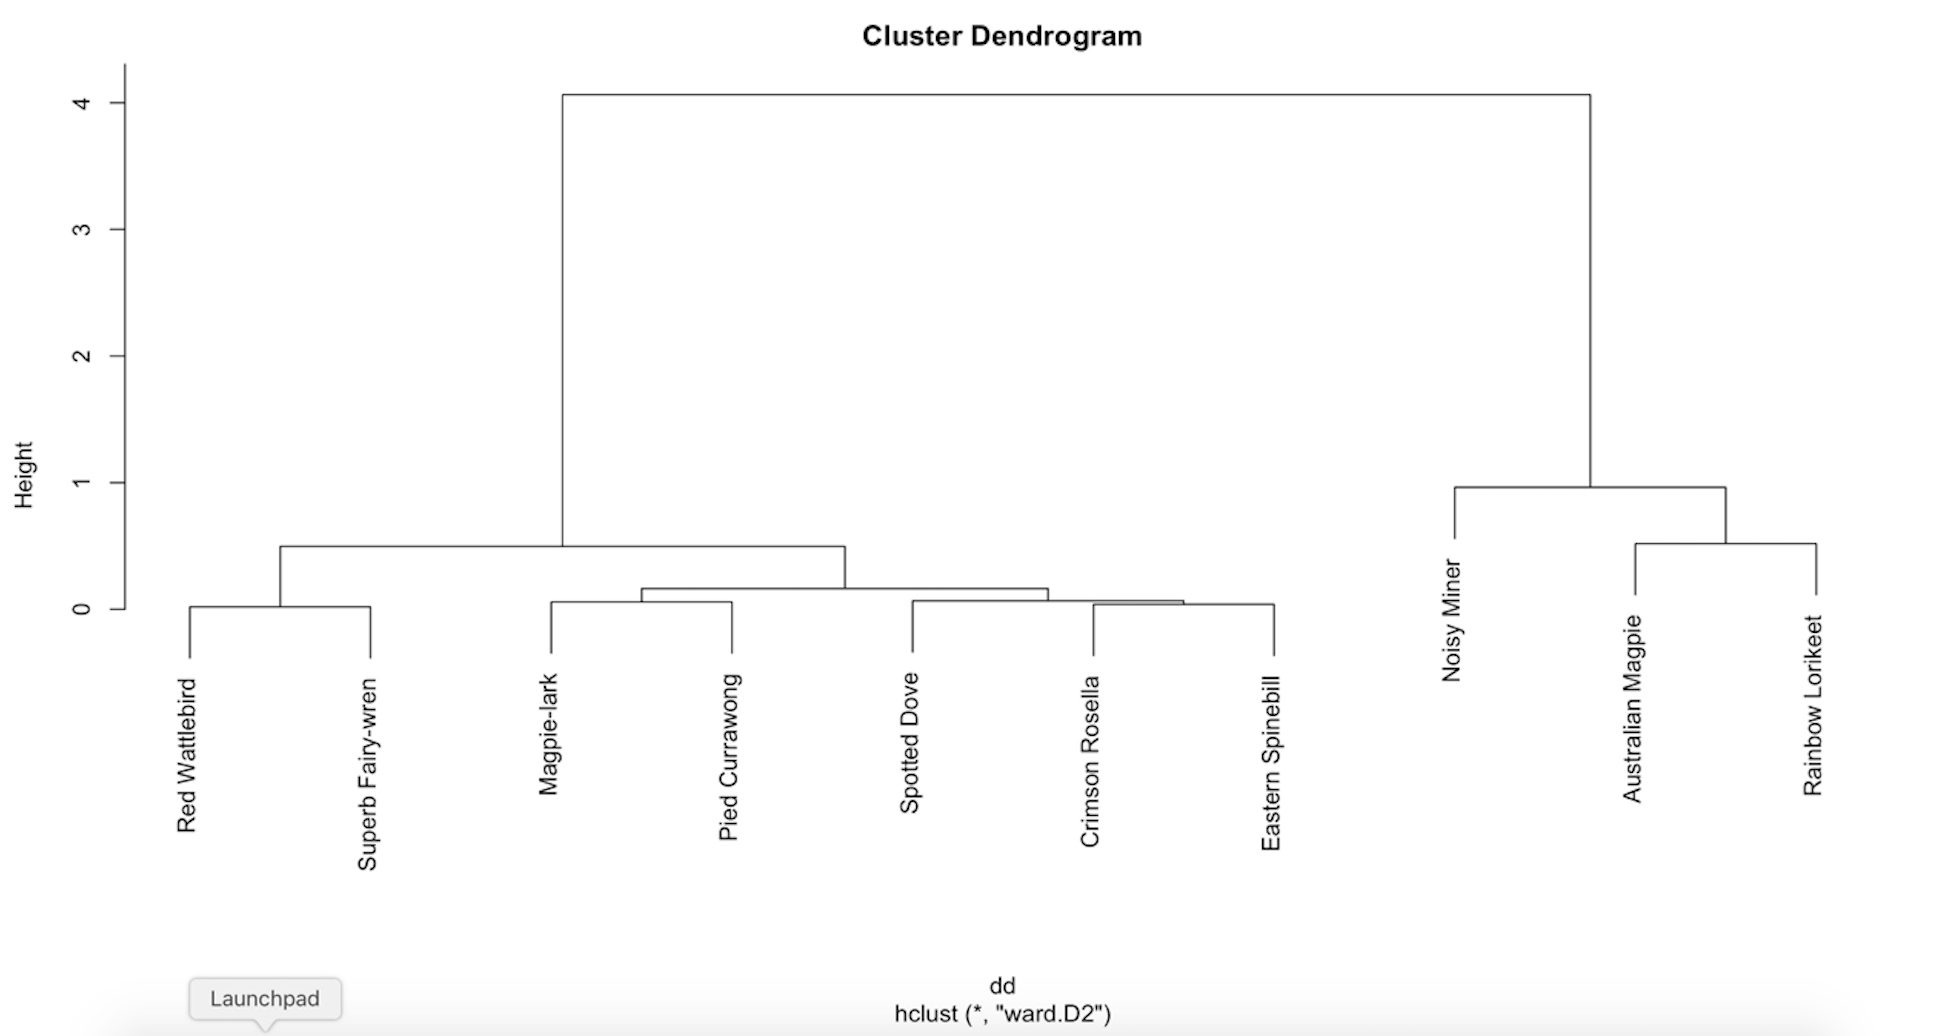 Cluster Dendrogram
4
3
2
1
0
Height
Red Wattlebird
Superb Fairy-wren
Magpie-lark
Pied Currawong
Spotted Dove
Crimson Rosella
Eastern Spinebill
Noisy Miner
Australian Magpie
Rainbow Lorikeet
dd
hclust (*, "ward.D2")
Launchpad